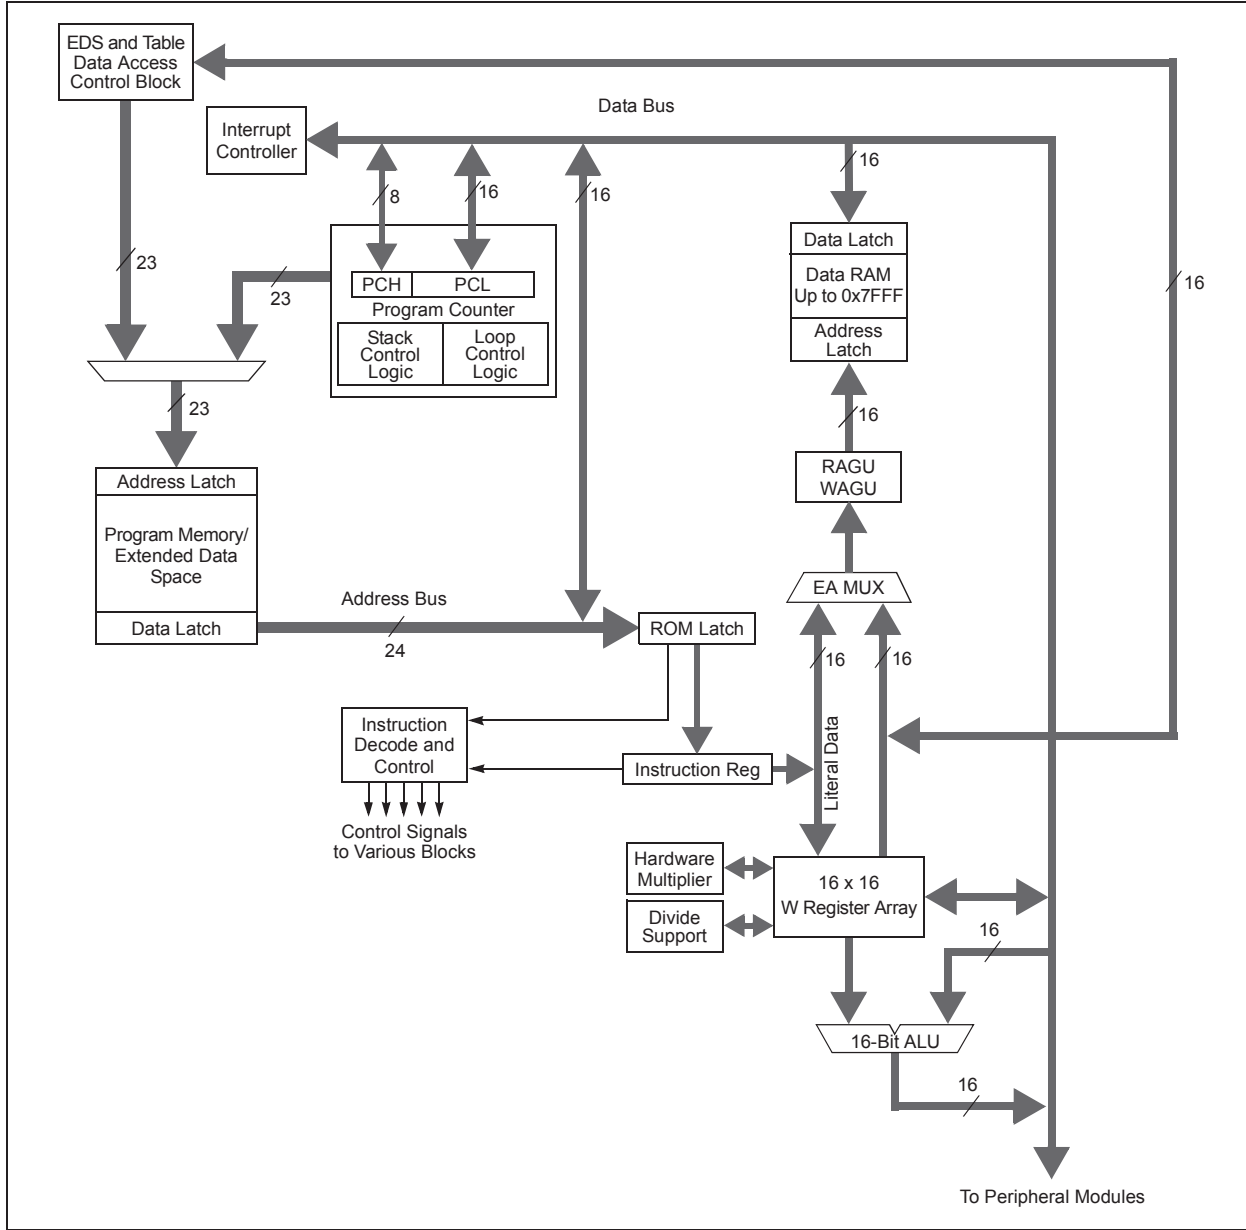 EDS and Table
Data Access
Control Block
Data Bus
Interrupt
Controller
16
8
16
16
16
23
23
PCH
PCL
Program Counter
Stack
Control
Logic
Loop
Control
Logic
Data Latch
Data RAM
Up to 0x7FFF
Address
Latch
23
16
RAGU
WAGU
Address Latch
Program Memory/
Extended Data
Space
Data Latch
EA MUX
Address Bus
24
ROM Latch
16
16
Instruction
Decode and
Control
Instruction Reg
Literal Data
Control Signals
to Various Blocks
Hardware
Multiplier
Divide
Support
16 x 16
W Register Array
16
16-Bit ALU
16
To Peripheral Modules